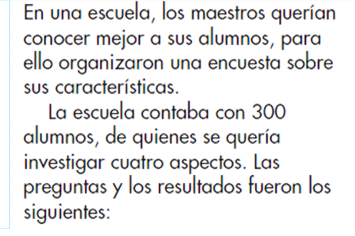 En una escuela, los maestros querían
conocer mejor a sus alumnos, para
ello organizaron una encuesta sobre
sus características.
La escuela contaba con 300
alumnos, de quienes se quería
investigar cuatro aspectos. Las
preguntas y los resultados fueron los
siguientes: